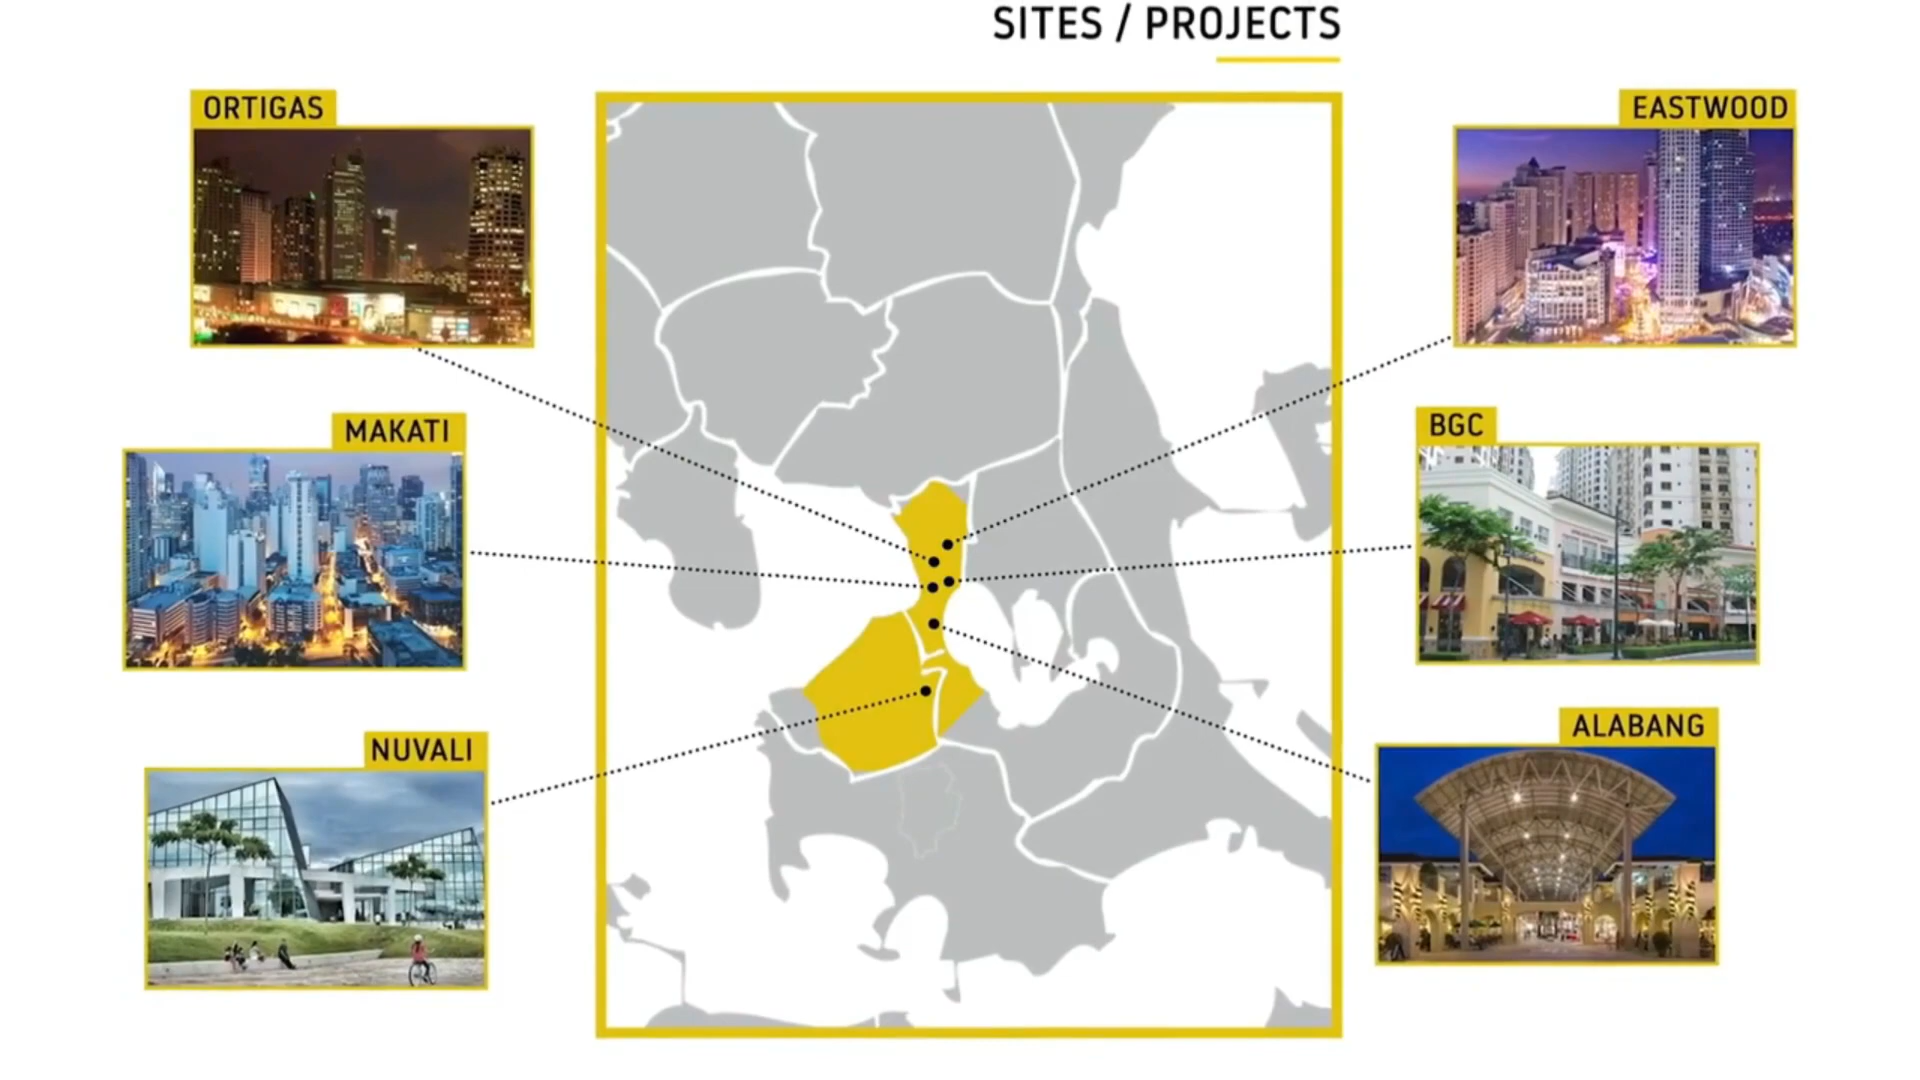 SITES / PROJECTS
ORTIGAS
EASTWOOD
MAKATI
BGC
NUVALI
ALABANG